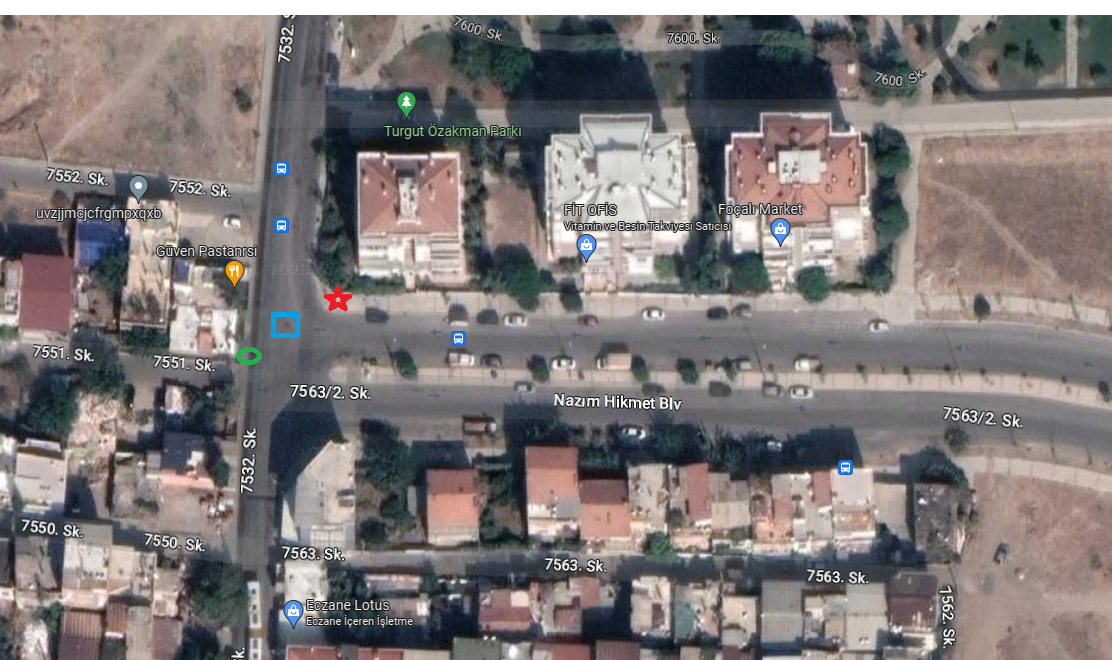 7532. S
7600. Sk.
7600. Sk.
7600. Sk.
Turgut Özakman Parkı
7552. Sk.
7552. Sk.
uvzjjmcjcfrgmpxqxb
FİT OFİS
Vitamin ve Besin Takviyesi Satıcısı
Foçalı Market
Güven Pastanrsi
7551. Sk.
7551. Sk.
7563/2. Sk.
Nazım Hikmet Blv
7563/2. Sk.
7532. Sk.
7550. Sk.
7550. Sk.
7563. Sk.
7563. Sk.
7563. Sk.
Eczane Lotus
Eczane İçeren İşletme
7562. Sk.
k.